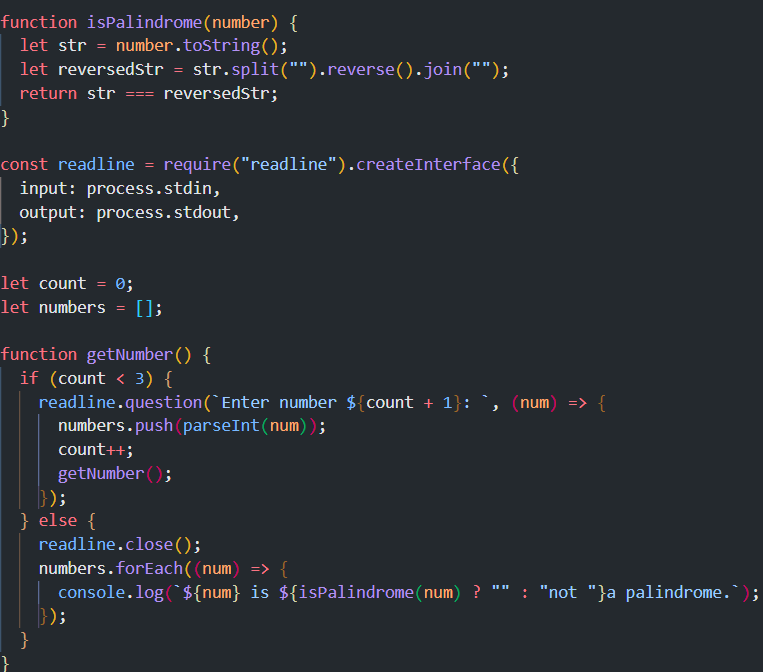 function isPalindrome(number) {
  let str = number.toString();
  let reversedStr = str.split("").reverse().join("");
  return str === reversedStr;
}

const readline = require("readline").createInterface({
  input: process.stdin,
  output: process.stdout,
});

let count = 0;
let numbers = [];

function getNumber() {
  if (count < 3) {
    readline.question(`Enter number ${count + 1}: `, (num) => {
      numbers.push(parseInt(num));
      count++;
      getNumber();
    });
  } else {
    readline.close();
    numbers.forEach((num) => {
      console.log(`${num} is ${isPalindrome(num) ? "" : "not "}a palindrome.`);
    });
  }
}